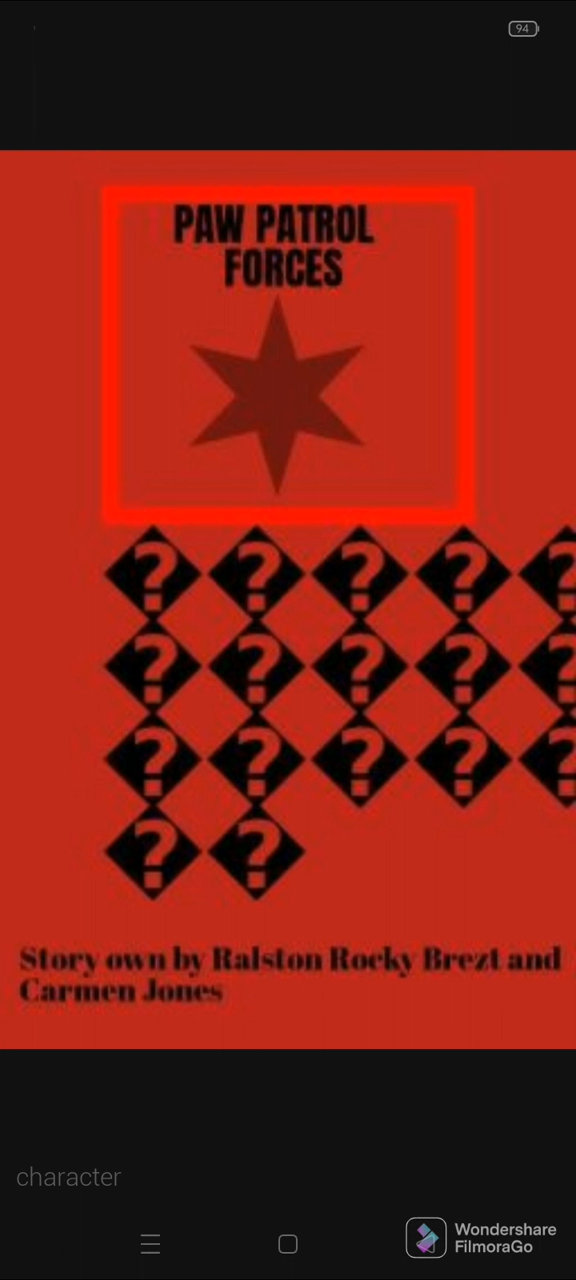 94
PAW PATROL
FORCES
�����
�����
�����
��
Story own by Ralston Rocky Brezt and
Carmen Jones
character
Wondershare
FilmoraGo